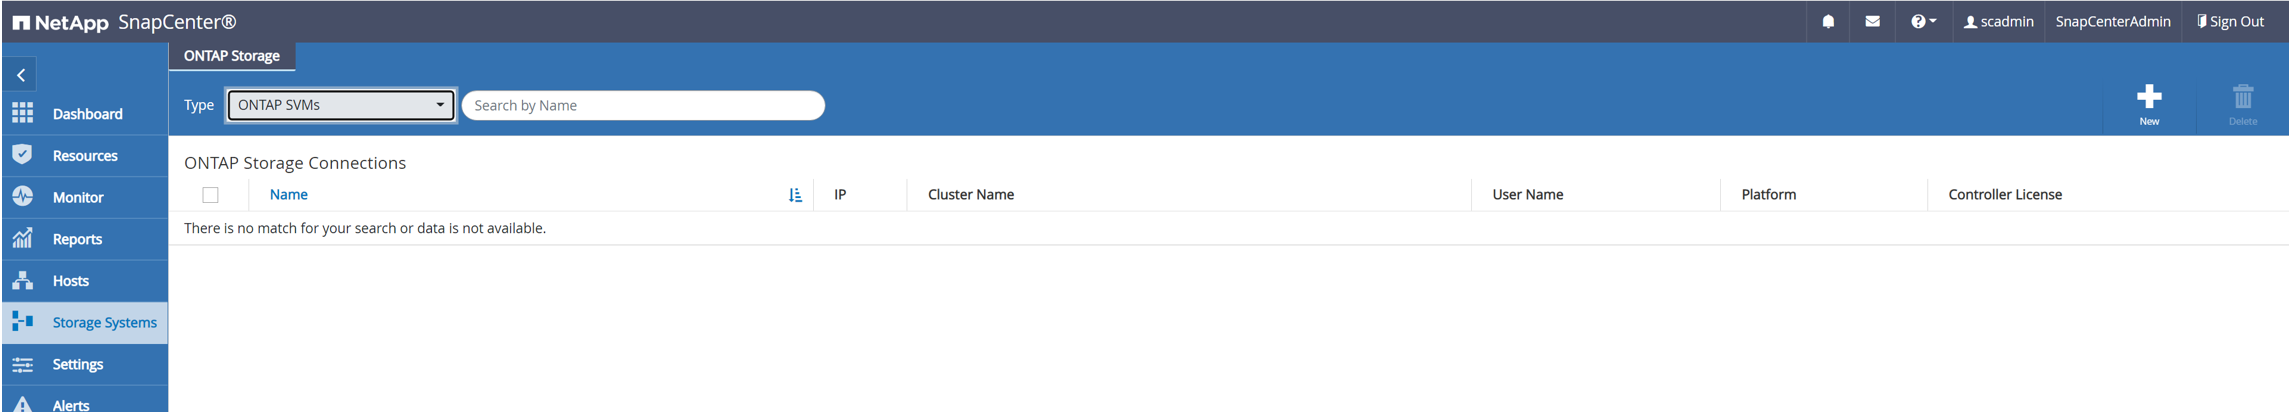 NetApp SnapCenter® scadmin SnapCenterAdmin Sign Out
ONTAP Storage
Type ONTAP SVMs Search by Name
New Delete
Dashboard
Resources
Monitor
Reports
Hosts
Storage Systems
Settings
Alerts
ONTAP Storage Connections
Name IP Cluster Name User Name Platform Controller License
There is no match for your search or data is not available.